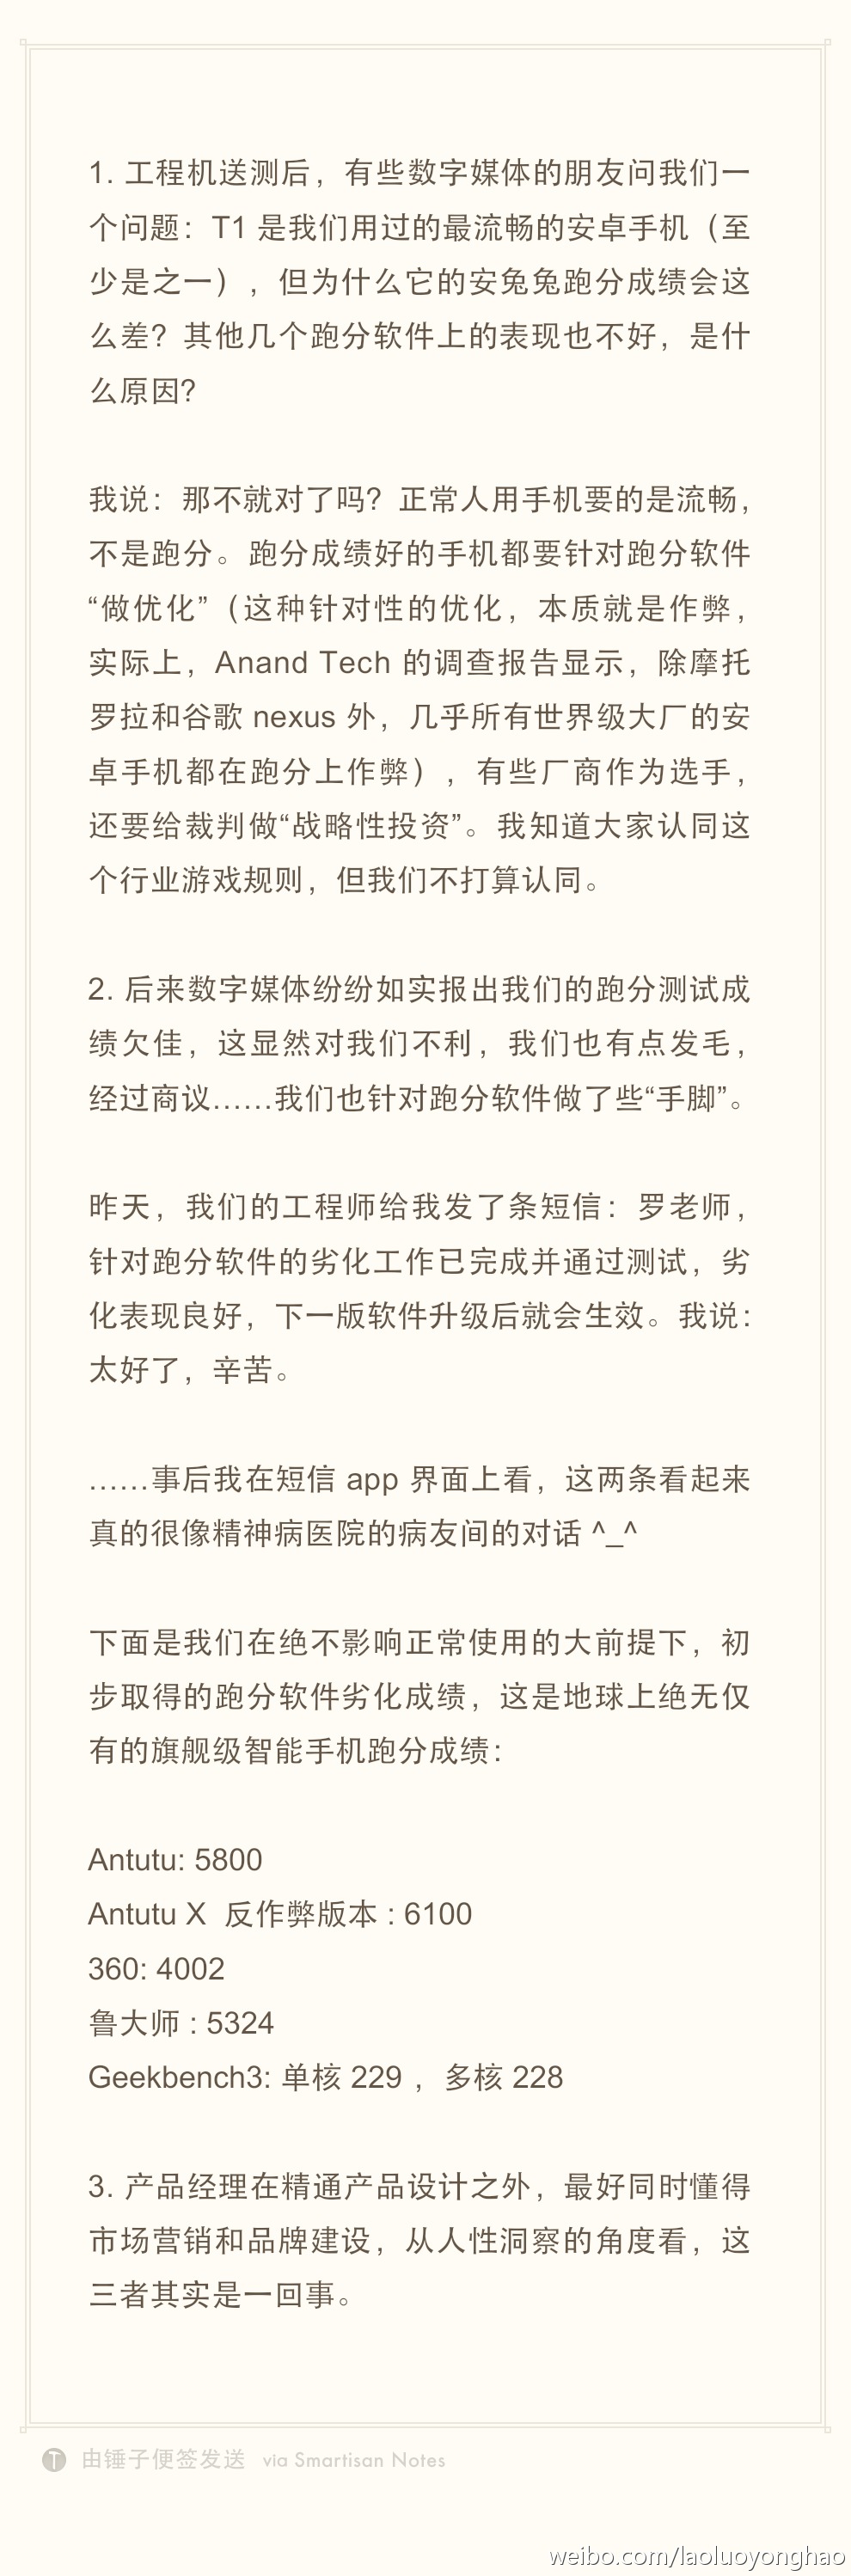 1. 工程机送测后，有些数字媒体的朋友问我们一
个问题：T1 是我们用过的最流畅的安卓手机（至
少是之一），但为什么它的安兔兔跑分成绩会这
么差？其他几个跑分软件上的表现也不好，是什
么原因？
我说：那不就对了吗？正常人用手机要的是流畅，
不是跑分。跑分成绩好的手机都要针对跑分软件
“做优化”（这种针对性的优化，本质就是作弊，
实际上，Anand Tech 的调查报告显示，除摩托
罗拉和谷歌 nexus 外，几乎所有世界级大厂的安
卓手机都在跑分上作弊），有些厂商作为选手，
还要给裁判做“战略性投资”。我知道大家认同这
个行业游戏规则，但我们不打算认同。
2. 后来数字媒体纷纷如实报出我们的跑分测试成
绩欠佳，这显然对我们不利，我们也有点发毛，
经过商议……我们也针对跑分软件做了些“手脚”。
昨天，我们的工程师给我发了条短信：罗老师，
针对跑分软件的劣化工作已完成并通过测试，劣
化表现良好，下一版软件升级后就会生效。我说：
太好了，辛苦。
……事后我在短信 app 界面上看，这两条看起来
真的很像精神病医院的病友间的对话 ^_^
下面是我们在绝不影响正常使用的大前提下，初
步取得的跑分软件劣化成绩，这是地球上绝无仅
有的旗舰级智能手机跑分成绩：
Antutu: 5800
Antutu X 反作弊版本 : 6100
360: 4002
鲁大师 : 5324
Geekbench3: 单核 229 ，多核 228
3. 产品经理在精通产品设计之外，最好同时懂得
市场营销和品牌建设，从人性洞察的角度看，这
三者其实是一回事。
T 由锤子便签发送 via Smartisan Notes
weibo.com/laoluoyonghao